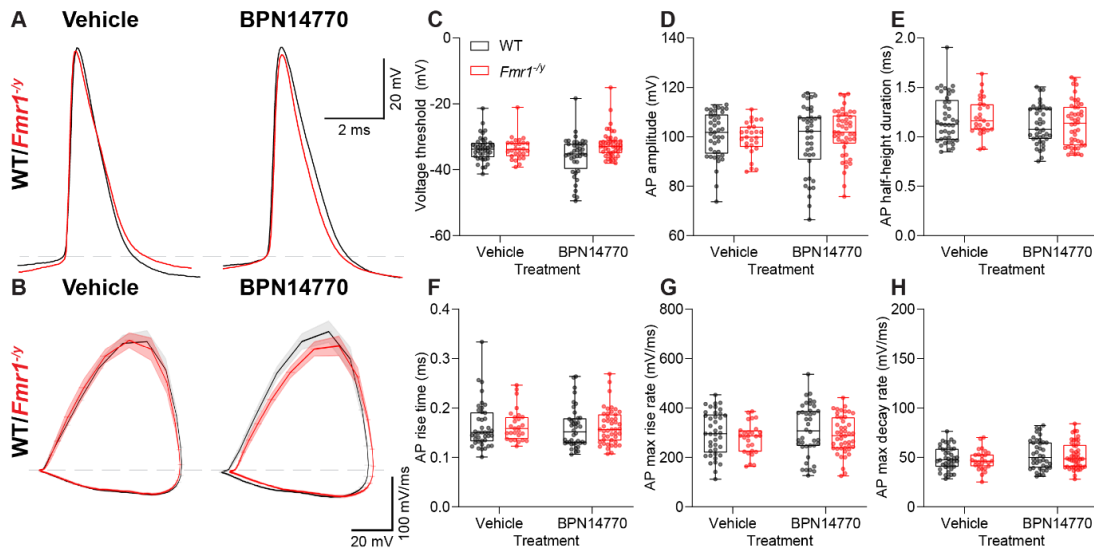 A
Vehicle
BPN14770
WT/Fmr1-/y
20 mV
2 ms
B
Vehicle
BPN14770
WT/Fmr1-/y
100 mV/ms
20 mV
C
WT
Fmr1-/y
Voltage threshold (mV)
0
-20
-40
-60
Vehicle
BPN14770
Treatment
D
AP amplitude (mV)
140
120
100
80
60
Vehicle
BPN14770
Treatment
E
AP half-height duration (ms)
2.0
1.5
1.0
0.5
0.0
Vehicle
BPN14770
Treatment
F
AP rise time (ms)
0.4
0.3
0.2
0.1
0.0
Vehicle
BPN14770
Treatment
G
AP max rise rate (mV/ms)
800
600
400
200
0
Vehicle
BPN14770
Treatment
H
AP max decay rate (mV/ms)
200
150
100
50
0
Vehicle
BPN14770
Treatment